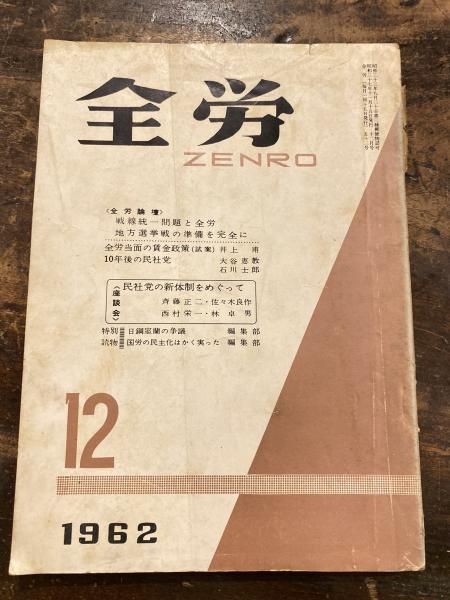 全労
ZENRO
〈全労論壇〉
戦線統一問題と全労
地方選挙戦の準備を完全に
全労当面の賃金政策(試案) 井上甫
10年後の民社党 大谷恵教
石川士郎
〈座談会〉
民社党の新体制をめぐって
斉藤正二・佐々木良作
西村栄一・林卓男
特別読物
日鋼室蘭の争議 編集部
国労の民主化はかく実った 編集部
12
1962